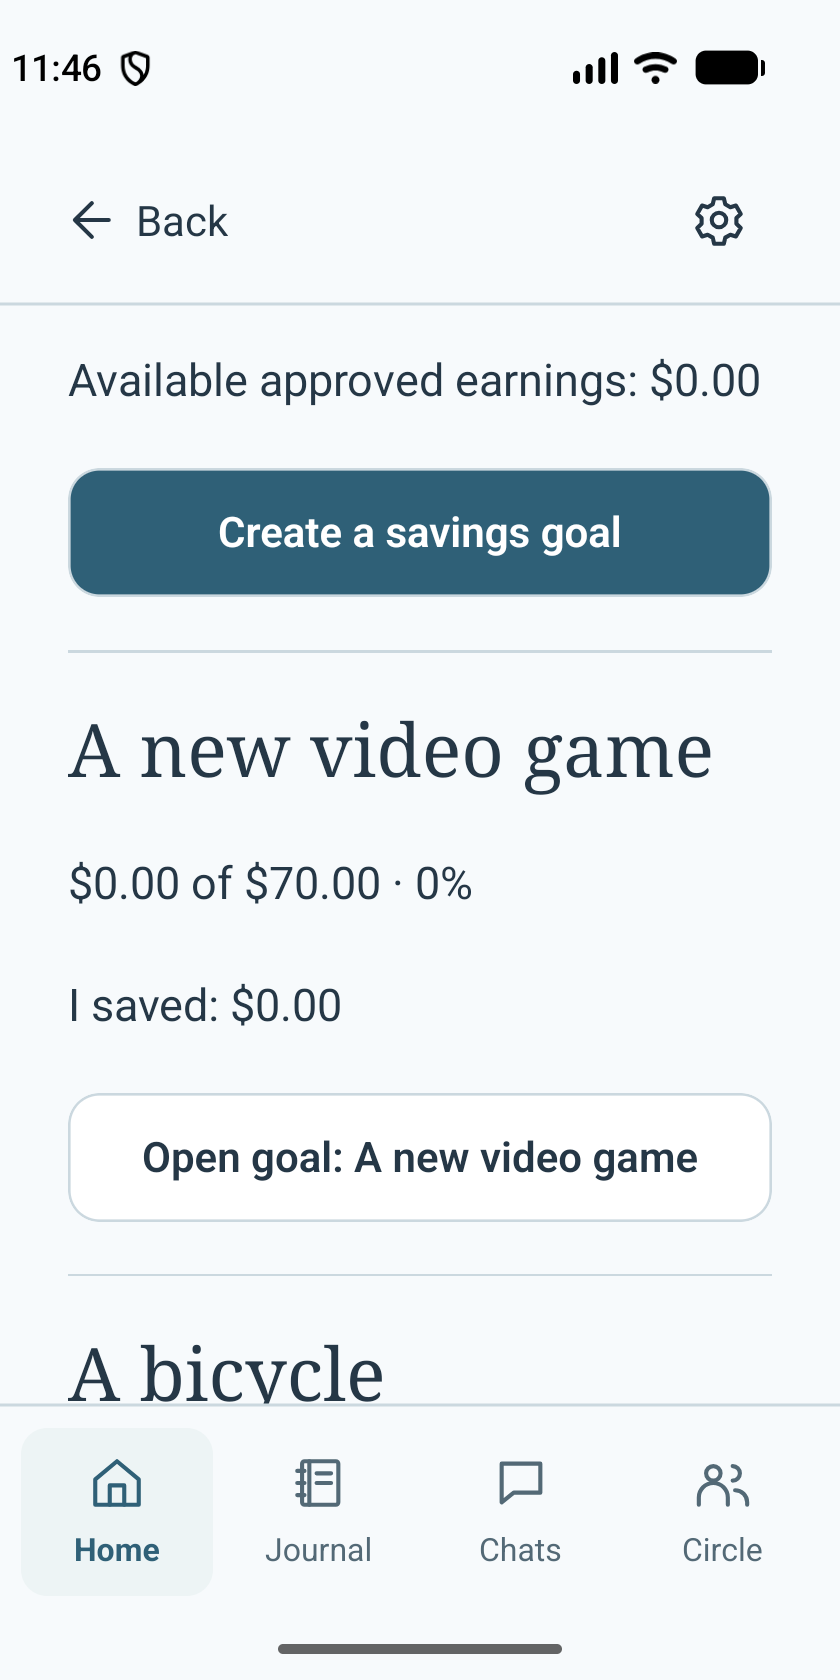 11:46
Back
Available approved earnings: $0.00
Create a savings goal
A new video game
$0.00 of $70.00 · 0%
I saved: $0.00
Open goal: A new video game
A bicycle
Home
Journal
Chats
Circle